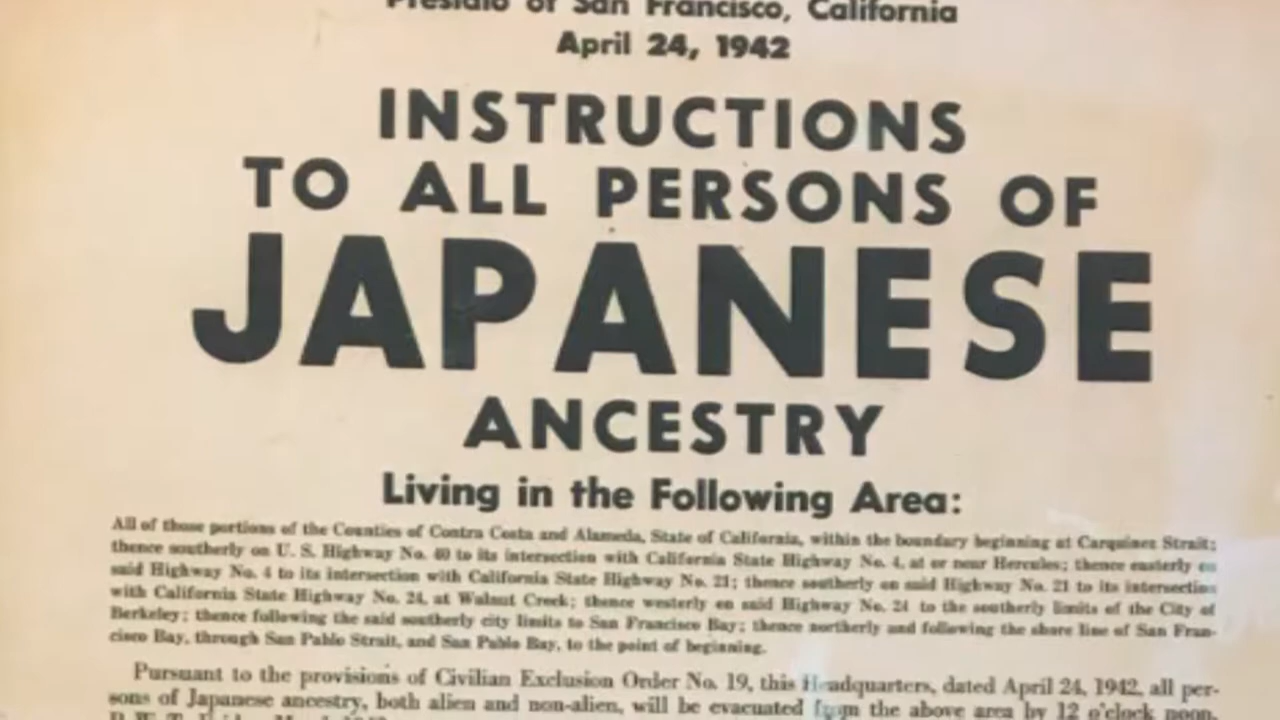 Presidio of San Francisco, California
April 24, 1942
INSTRUCTIONS
TO ALL PERSONS OF
JAPANESE
ANCESTRY
Living in the Following Area:
All of those portions of the Counties of Contra Costa and Alameda, State of California, within the boundary beginning at Carquinez Strait;
thence southerly on U. S. Highway No. 40 to its intersection with California State Highway No. 4, at or near Hercules; thence easterly on
said Highway No. 4 to its intersection with California State Highway No. 21; thence southerly on said Highway No. 21 to its intersection
with California State Highway No. 24, at Walnut Creek; thence westerly on said Highway No. 24 to the southerly limits of the City of
Berkeley; thence following the said southerly city limits to San Francisco Bay; thence northerly and following the shore line of San Fran-
cisco Bay, through San Pablo Strait, and San Pablo Bay, to the point of beginning.
Pursuant to the provisions of Civilian Exclusion Order No. 19, this Headquarters, dated April 24, 1942, all per-
sons of Japanese ancestry, both alien and non-alien, will be evacuated from the above area by 12 o'clock noon,